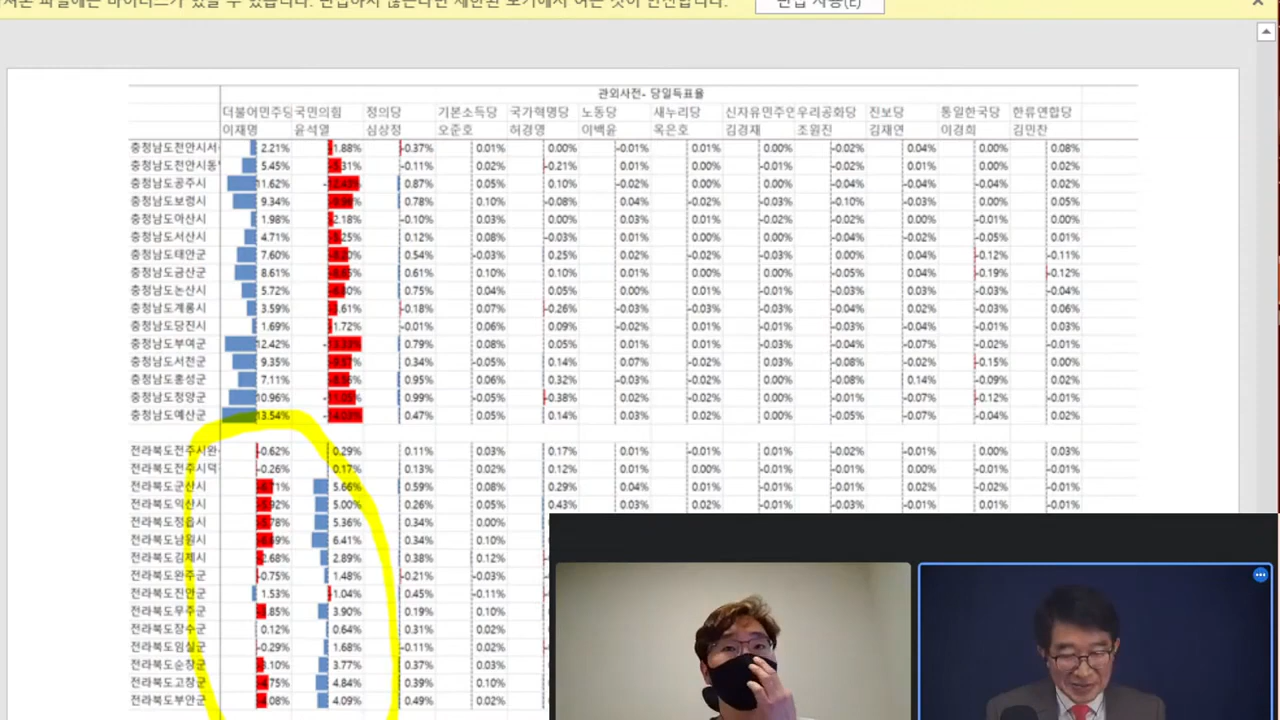 편집 사용(E)
관외사전- 당일득표율
더불어민주당 국민의힘 정의당 기본소득당 국가혁명당 노동당 새누리당 신자유민주연 우리공화당 진보당 통일한국당 한류연합당
이재명 윤석열 심상정 오준호 허경영 이백윤 옥은호 김경재 조원진 김재연 이경희 김민찬
충청남도천안시서 2.21% 1.88% -0.37% 0.01% 0.00% -0.01% 0.01% 0.00% -0.02% 0.04% 0.00% 0.08%
충청남도천안시동 5.45% .31% -0.11% 0.02% -0.21% 0.01% 0.00% -0.01% -0.02% 0.01% 0.00% 0.02%
충청남도공주시 11.62% -12.43% 0.87% 0.05% 0.10% -0.02% 0.00% -0.01% -0.04% -0.04% -0.04% 0.02%
충청남도보령시 9.34% 0.78% 0.10% -0.08% 0.04% -0.02% -0.03% -0.10% -0.03% 0.00% 0.05%
충청남도아산시 1.98% 2.18% -0.10% 0.03% 0.00% 0.03% 0.01% -0.02% -0.02% 0.00% -0.01% 0.00%
충청남도서산시 4.71% .25% 0.12% 0.08% -0.03% 0.01% 0.00% 0.00% -0.04% -0.02% -0.05% 0.01%
충청남도태안군 7.60% 0.54% -0.03% 0.25% 0.02% -0.02% -0.03% 0.00% 0.04% -0.12% -0.11%
충청남도금산군 8.61% 0.61% 0.10% 0.10% 0.01% 0.00% 0.00% -0.05% 0.04% -0.19% -0.12%
충청남도논산시 5.72% 0.75% 0.04% 0.05% 0.00% 0.01% -0.01% -0.04% 0.03% -0.03% -0.04%
충청남도계룡시 3.59% .61% -0.18% 0.07% -0.26% -0.03% -0.03% -0.03% -0.04% 0.02% -0.03% 0.06%
충청남도당진시 1.69% 1.72% -0.01% 0.06% 0.09% -0.02% 0.01% -0.01% -0.03% -0.04% -0.01% 0.03%
충청남도부여군 12.42% 0.79% 0.08% 0.05% 0.01% 0.01% -0.03% -0.04% -0.07% -0.02% 0.01%
충청남도서천군 9.35% 0.34% -0.05% 0.14% 0.07% -0.02% -0.03% -0.08% -0.02% -0.15% 0.00%
충청남도홍성군 7.11% 0.95% 0.06% 0.32% -0.03% -0.02% 0.00% -0.08% 0.14% -0.09% 0.02%
충청남도청양군 10.96% 0.99% -0.05% -0.38% 0.02% -0.02% -0.01% -0.01% -0.07% -0.12% -0.01%
충청남도예산군 13.54% -14.03% 0.47% 0.05% 0.14% 0.03% -0.02% 0.00% -0.05% -0.07% -0.04% 0.02%
전라북도전주시완 -0.62% 0.29% 0.11% 0.03% 0.17% 0.01% -0.01% -0.01% -0.02% 0.01% 0.00% 0.03%
전라북도전주시덕 -0.26% 0.17% 0.13% 0.02% 0.12% 0.01% 0.00% -0.01% -0.02% 0.00% -0.01% -0.01%
전라북도군산시 .71% 5.66% 0.59% 0.08% 0.29% 0.04% 0.01% -0.01% -0.01% 0.02% -0.02% -0.01%
전라북도익산시 .92% 5.00% 0.26% 0.05% 0.43% 0.03% 0.02% -0.01% -0.03% 0.01% -0.01% -0.01%
전라북도정읍시 .78% 5.36% 0.34% 0.00%
전라북도남원시 6.41% 0.34% 0.10%
전라북도김제시 2.68% 2.89% 0.38% 0.12%
전라북도완주군 -0.75% 1.48% -0.21% -0.03%
전라북도진안군 1.53% -1.04% 0.45% -0.11%
전라북도무주군 .85% 3.90% 0.19% 0.10%
전라북도장수군 0.12% 0.64% 0.31% 0.02%
전라북도임실군 -0.29% 1.68% -0.11% 0.02%
전라북도순창군 .10% 3.77% 0.37% 0.03%
전라북도고창군 .75% 4.84% 0.39% 0.10%
전라북도부안군 .08% 4.09% 0.49% 0.02%